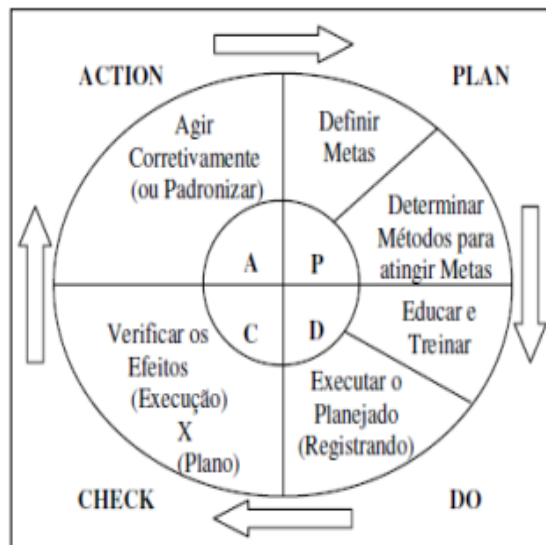 ACTION
PLAN
Agir
Corretivamente
(ou Padronizar)
Definir
Metas
Determinar
Métodos para
atingir Metas
A
P
C
D
Educar e
Treinar
Executar o
Planejado
(Registrando)
Verificar os
Efeitos
(Execução)
X
(Plano)
CHECK
DO